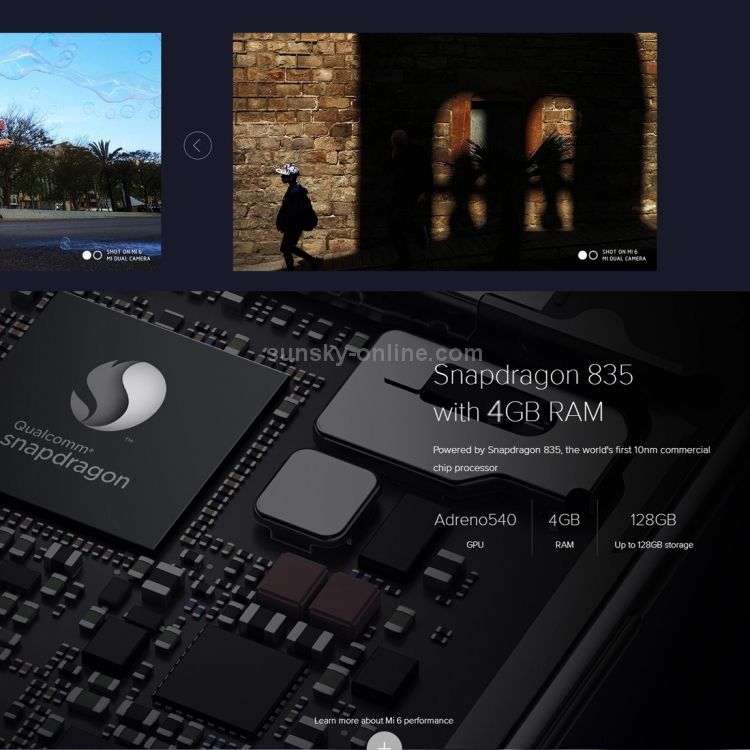 SHOT ON MI 6
MI DUAL CAMERA
SHOT ON MI 6
MI DUAL CAMERA
sunsky-online.com
Snapdragon 835
with 4GB RAM
Powered by Snapdragon 835, the world's first 10nm commercial
chip processor
Adreno540 4GB 128GB
GPU RAM Up to 128GB storage
Qualcomm®
snapdragon™
Learn more about Mi 6 performance